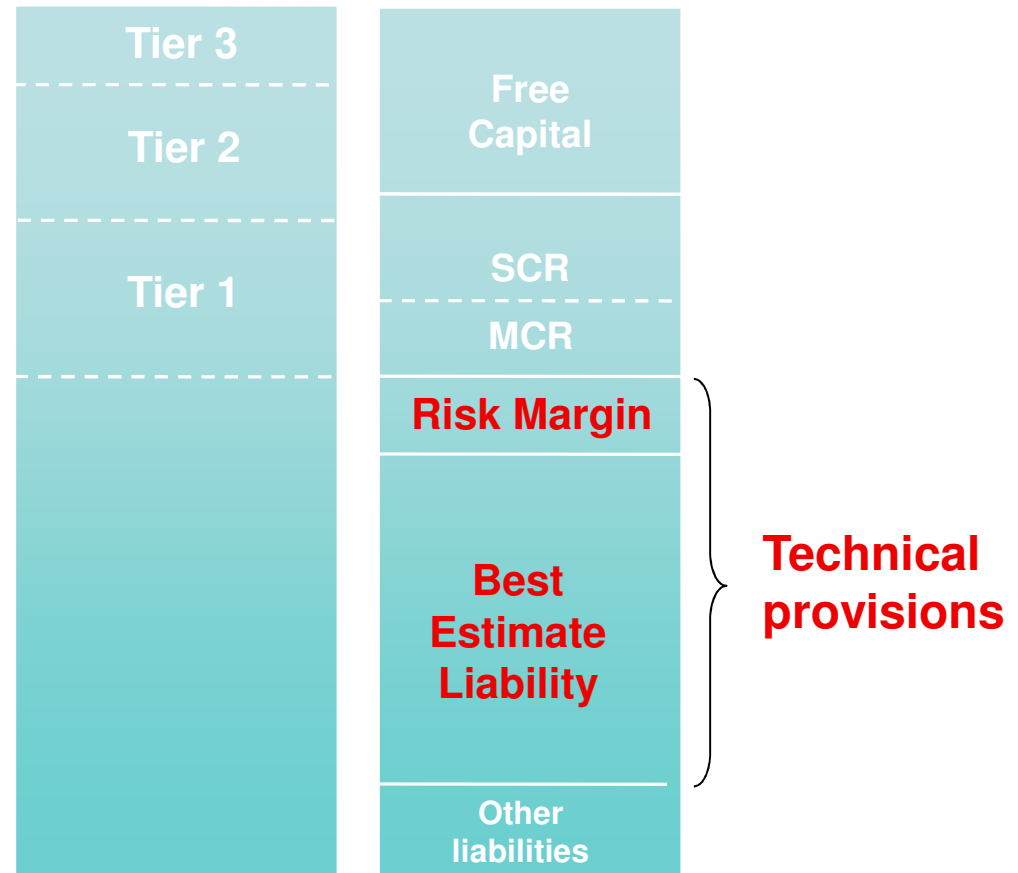 Tier 3
Tier 2
Tier 1
Free
Capital
SCR
MCR
Risk Margin
Best
Estimate
Liability
Other
liabilities
Technical
provisions